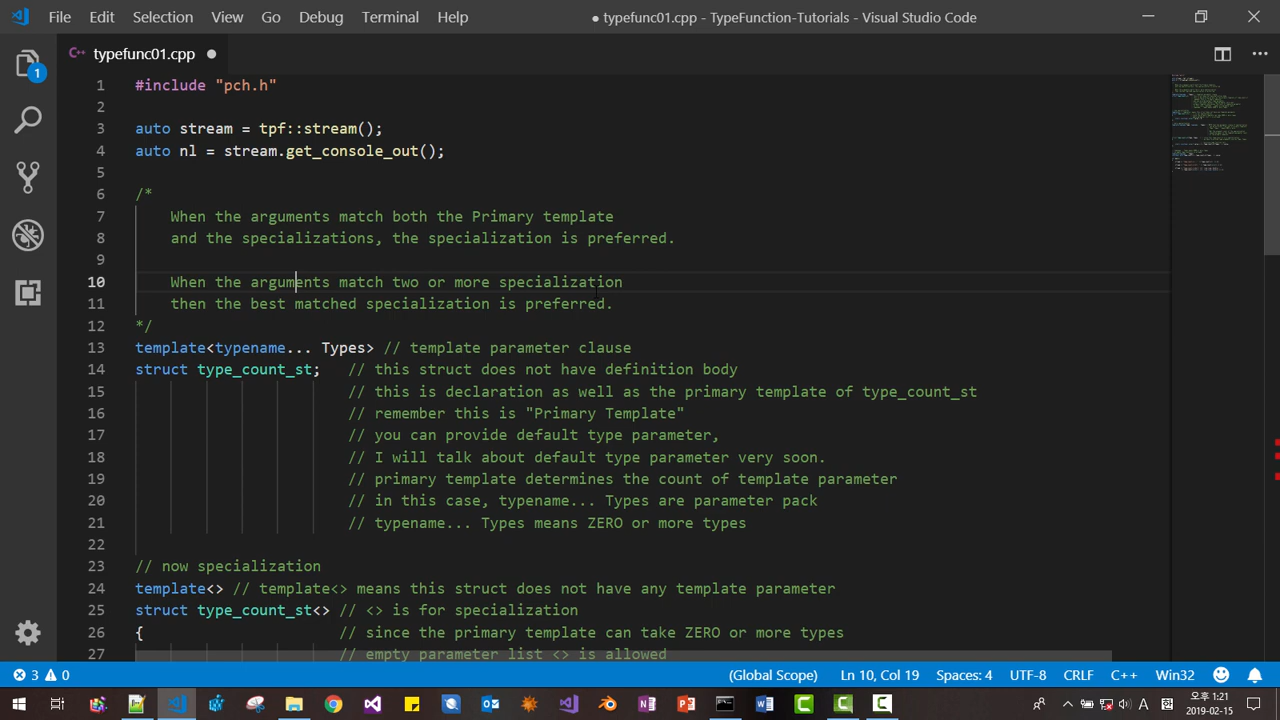 File Edit Selection View Go Debug Terminal Help ● typefunc01.cpp - TypeFunction-Tutorials - Visual Studio Code
1
C++ typefunc01.cpp ●
1 #include "pch.h"
2
3 auto stream = tpf::stream();
4 auto nl = stream.get_console_out();
5
6 /*
7 When the arguments match both the Primary template
8 and the specializations, the specialization is preferred.
9
10 When the arguments match two or more specialization
11 then the best matched specialization is preferred.
12 */
13 template<typename... Types> // template parameter clause
14 struct type_count_st; // this struct does not have definition body
15 // this is declaration as well as the primary template of type_count_st
16 // remember this is "Primary Template"
17 // you can provide default type parameter,
18 // I will talk about default type parameter very soon.
19 // primary template determines the count of template parameter
20 // in this case, typename... Types are parameter pack
21 // typename... Types means ZERO or more types
22
23 // now specialization
24 template<> // template<> means this struct does not have any template parameter
25 struct type_count_st<> // <> is for specialization
26 { // since the primary template can take ZERO or more types
27 // empty parameter list <> is allowed
3 0 (Global Scope) Ln 10, Col 19 Spaces: 4 UTF-8 CRLF C++ Win32
A 오후 1:21
2019-02-15